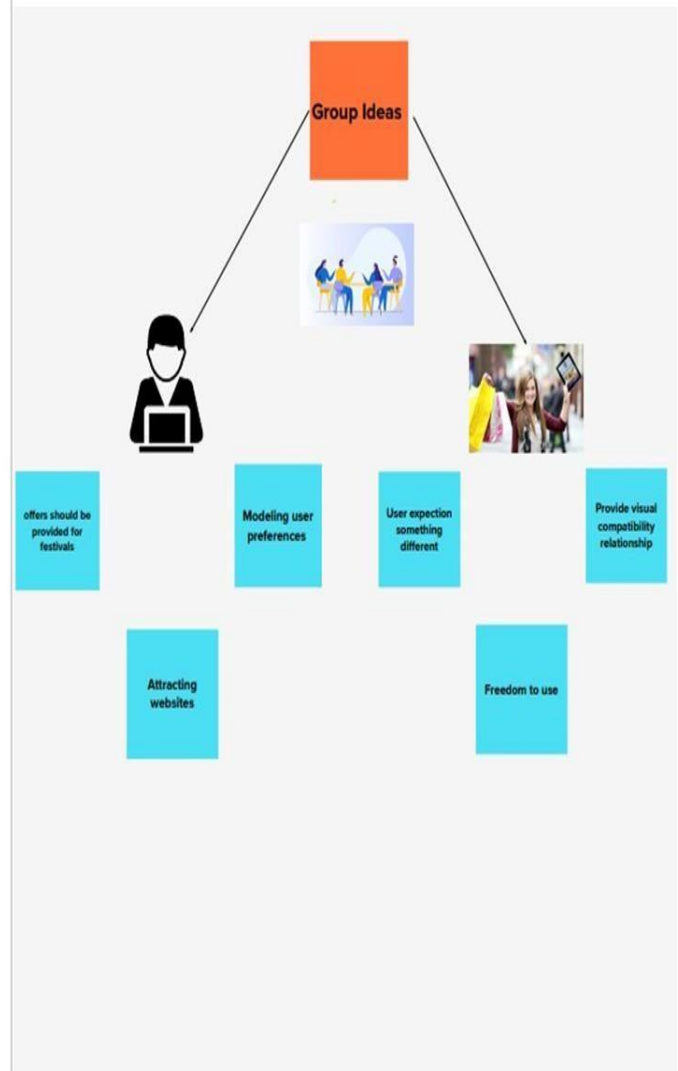 Group Ideas
offers should be
provided for
festivals
Modeling user
preferences
User expection
something
different
Provide visual
compatibility
relationship
Attracting
websites
Freedom to use